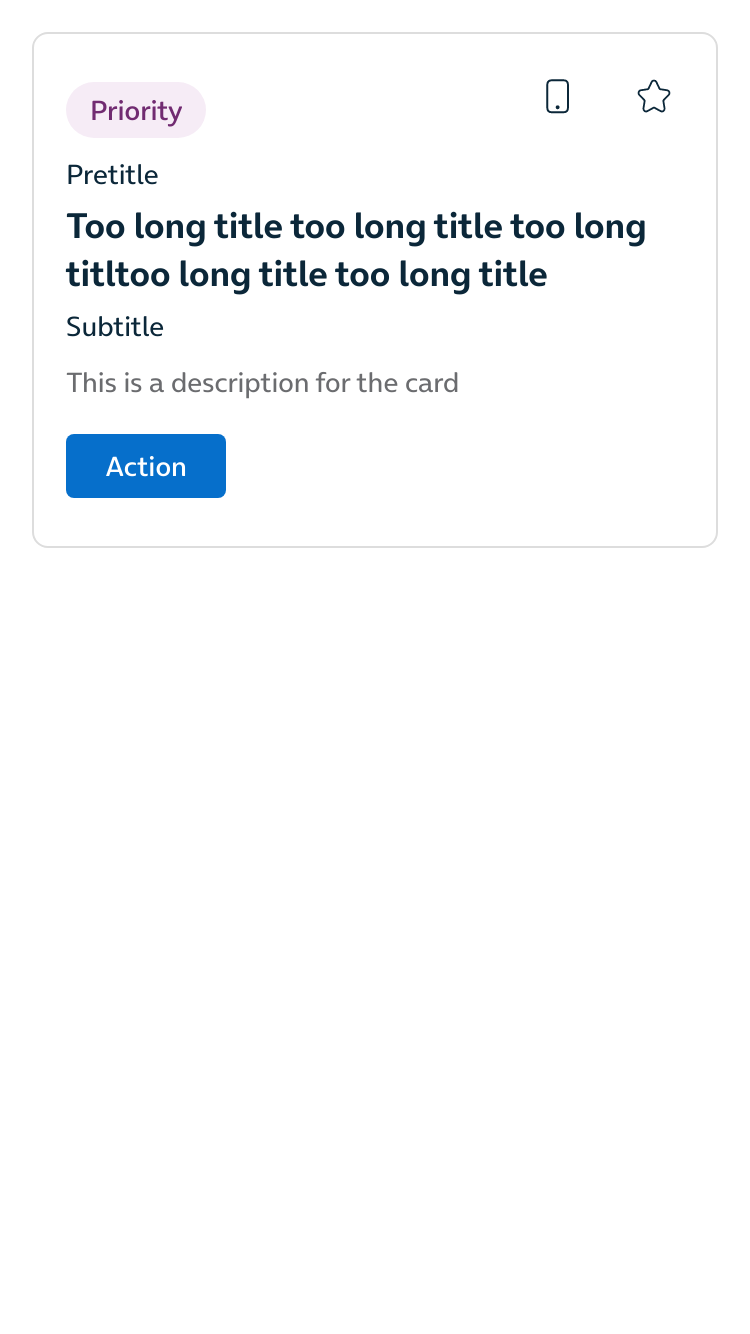 Priority
Pretitle
Too long title too long title too long
titltoo long title too long title
Subtitle
This is a description for the card
Action